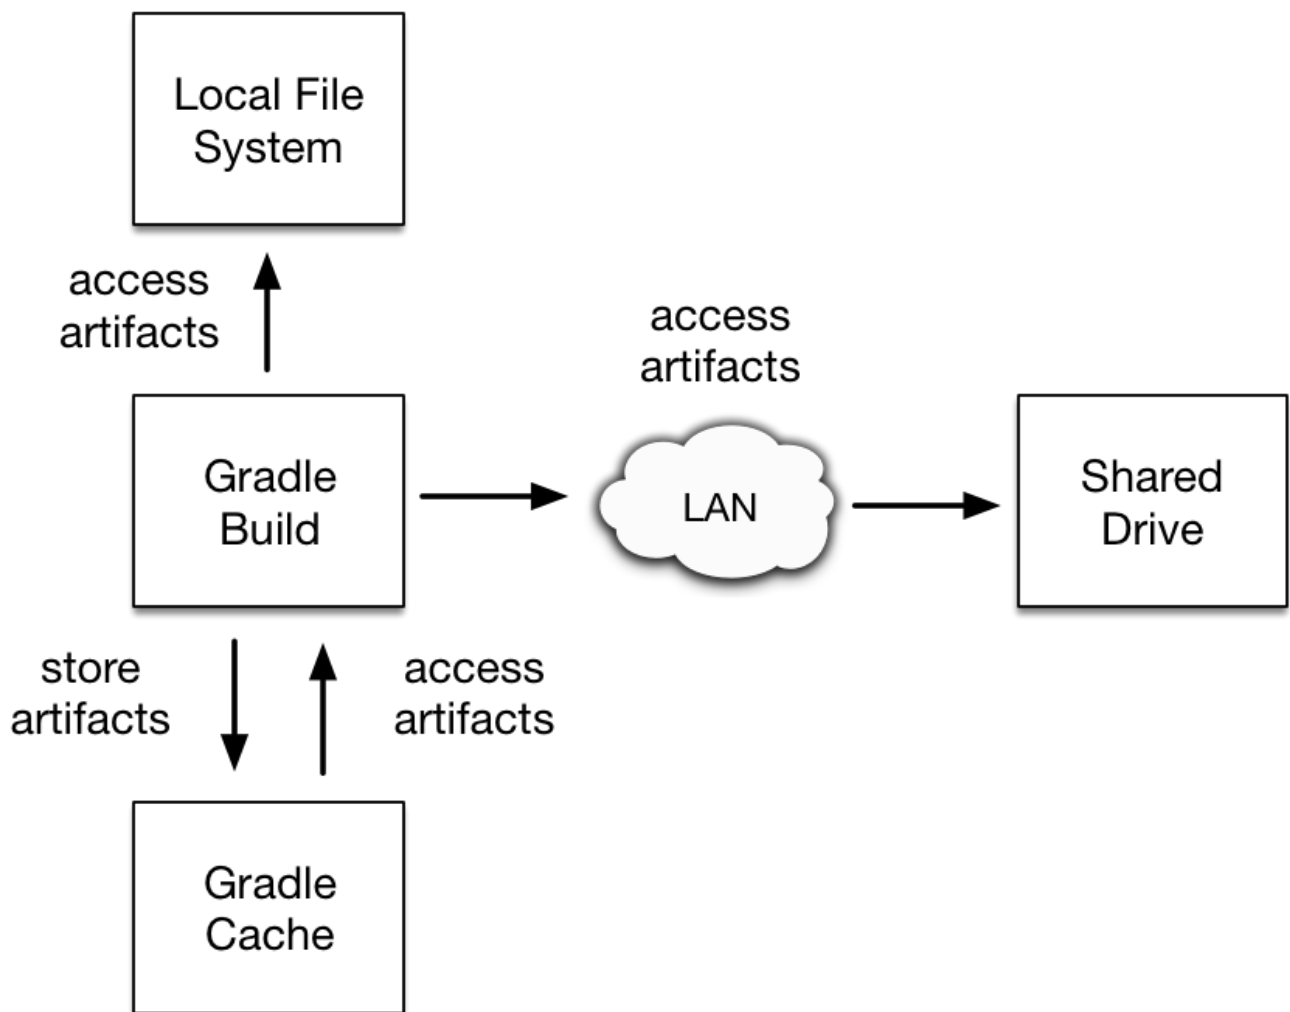 Local File
System
access
artifacts
access
artifacts
Gradle
Build
LAN
Shared
Drive
store
artifacts
access
artifacts
Gradle
Cache